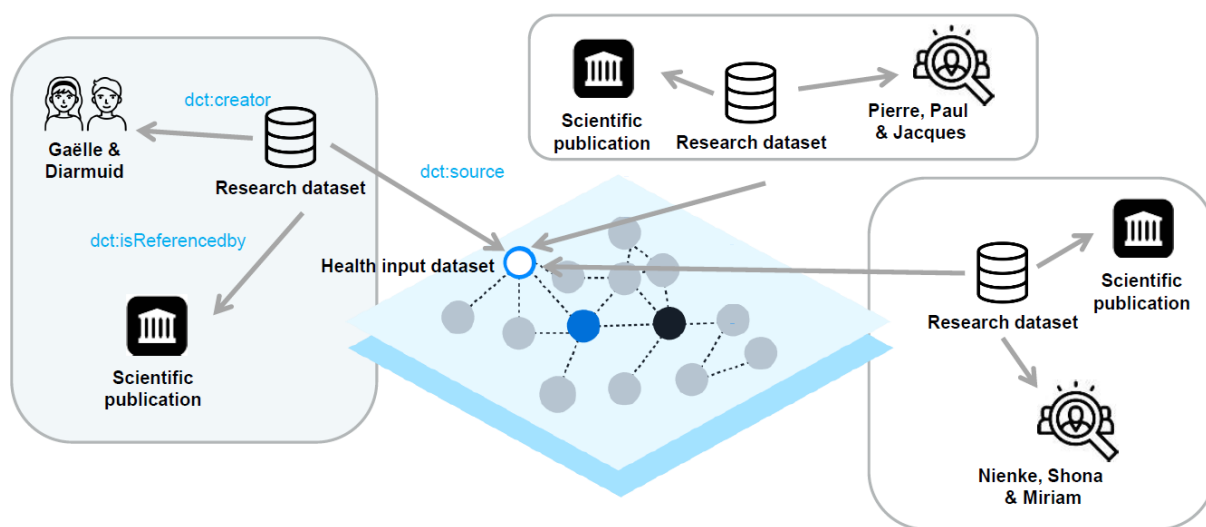 dct:creator
Gaëlle &
Diarmuid
Research dataset
dct:isReferencedby
Scientific
publication
dct:source
Health input dataset
Scientific
publication
Research dataset
Pierre, Paul
& Jacques
Research dataset
Scientific
publication
Nienke, Shona
& Miriam